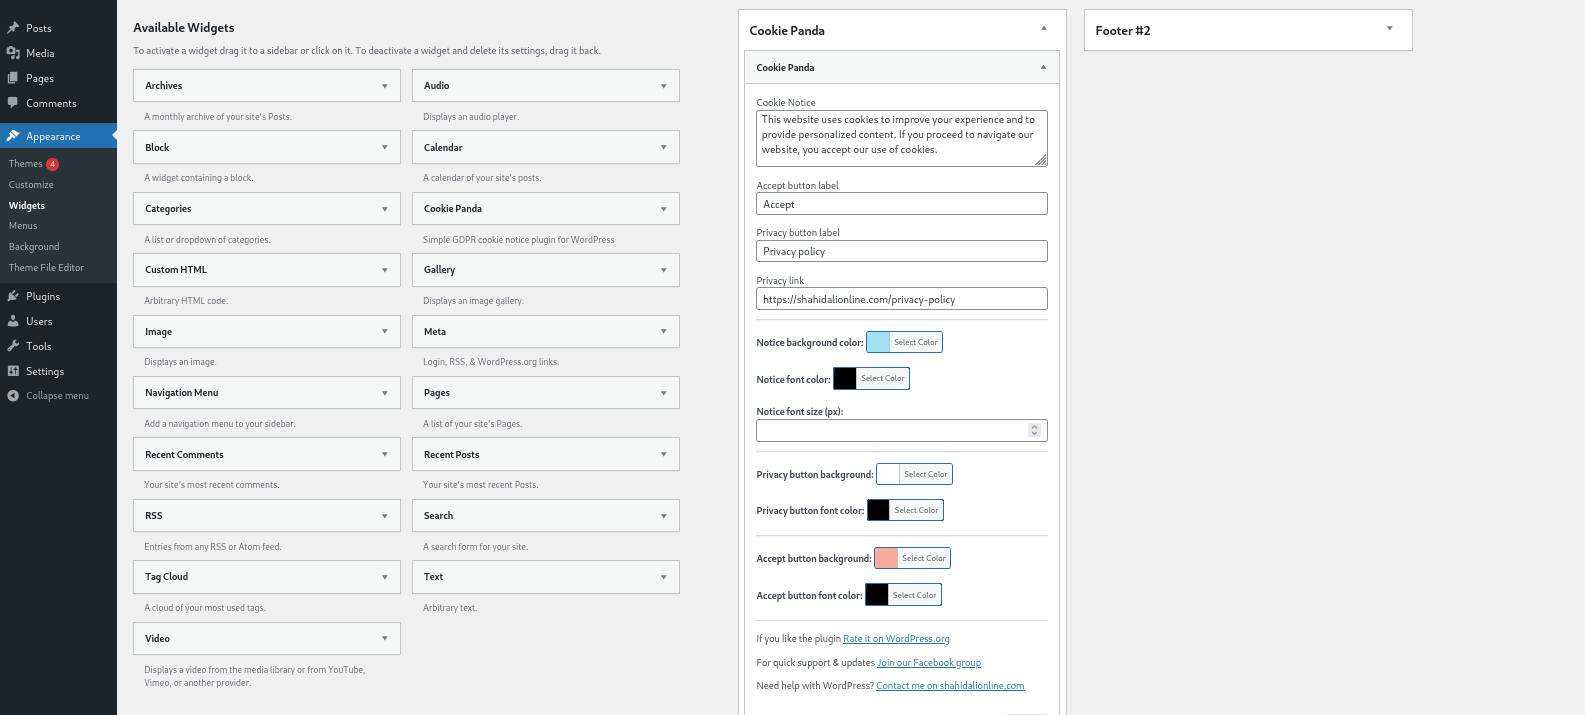 Posts
Media
Pages
Comments
Appearance
Themes 4
Customize
Widgets
Menus
Background
Theme File Editor
Plugins
Users
Tools
Settings
Collapse menu
Available Widgets
To activate a widget drag it to a sidebar or click on it. To deactivate a widget and delete its settings, drag it back.
Archives
A monthly archive of your site's Posts.
Audio
Displays an audio player.
Block
A widget containing a block.
Calendar
A calendar of your site's posts.
Categories
A list or dropdown of categories.
Cookie Panda
Simple GDPR cookie notice plugin for WordPress
Custom HTML
Arbitrary HTML code.
Gallery
Displays an image gallery.
Image
Displays an image.
Meta
Login, RSS, & WordPress.org links.
Navigation Menu
Add a navigation menu to your sidebar.
Pages
A list of your site's Pages.
Recent Comments
Your site's most recent comments.
Recent Posts
Your site's most recent Posts.
RSS
Entries from any RSS or Atom feed.
Search
A search form for your site.
Tag Cloud
A cloud of your most used tags.
Text
Arbitrary text.
Video
Displays a video from the media library or from YouTube,
Vimeo, or another provider.
Cookie Panda
Cookie Panda
Cookie Notice
This website uses cookies to improve your experience and to
provide personalized content. If you proceed to navigate our
website, you accept our use of cookies.
Accept button label
Accept
Privacy button label
Privacy policy
Privacy link
https://shahidalionline.com/privacy-policy
Notice background color: Select Color
Notice font color: Select Color
Notice font size (px):
Privacy button background: Select Color
Privacy button font color: Select Color
Accept button background: Select Color
Accept button font color: Select Color
If you like the plugin Rate it on WordPress.org
For quick support & updates Join our Facebook group
Need help with WordPress? Contact me on shahidalionline.com
Footer #2